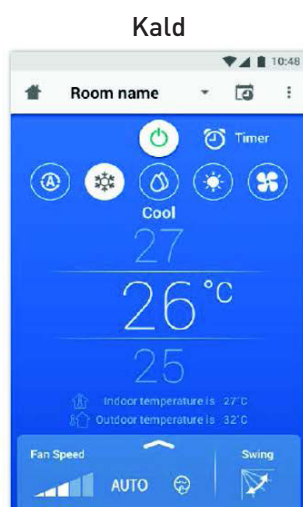 Kald
10:48
Room name
Timer
A
Cool
27
26°C
25
Indoor temperature is 27°C
Outdoor temperature is 32°C
Fan Speed
Swing
AUTO